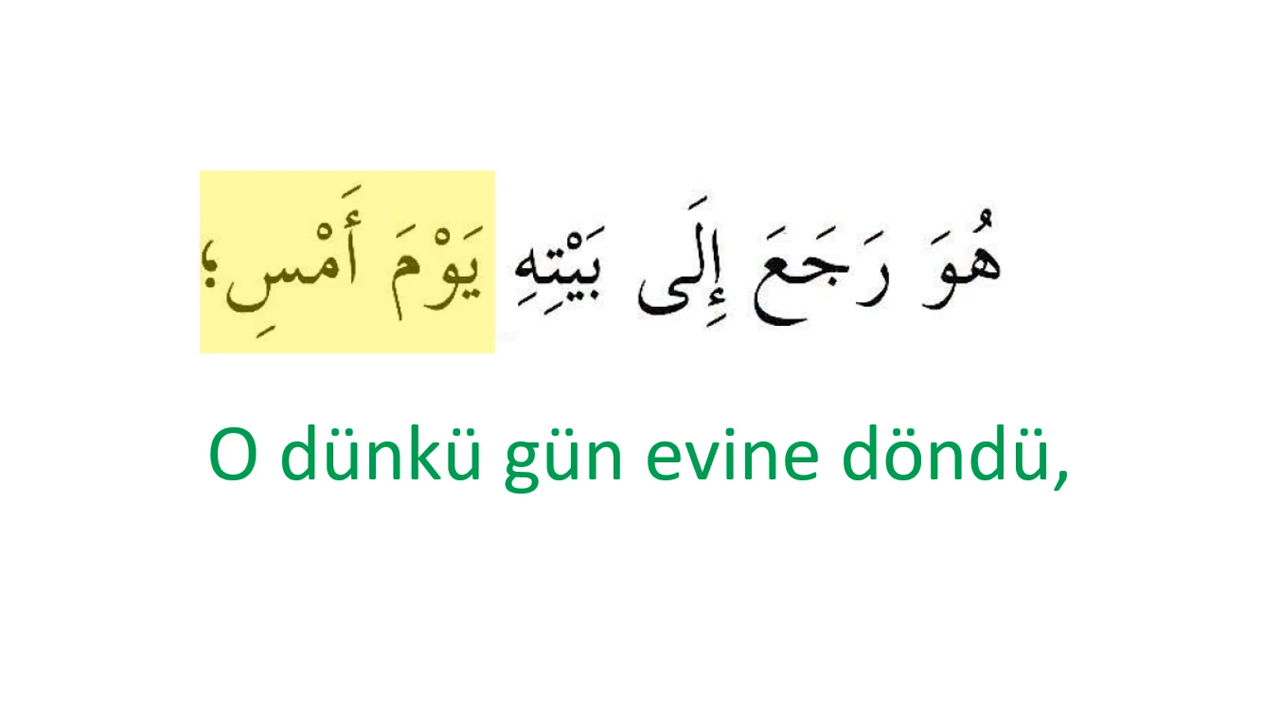 هُوَ رَجَعَ إِلَى بَيْتِهِ يَوْمَ أَمْسِ؛
O dünkü gün evine döndü,